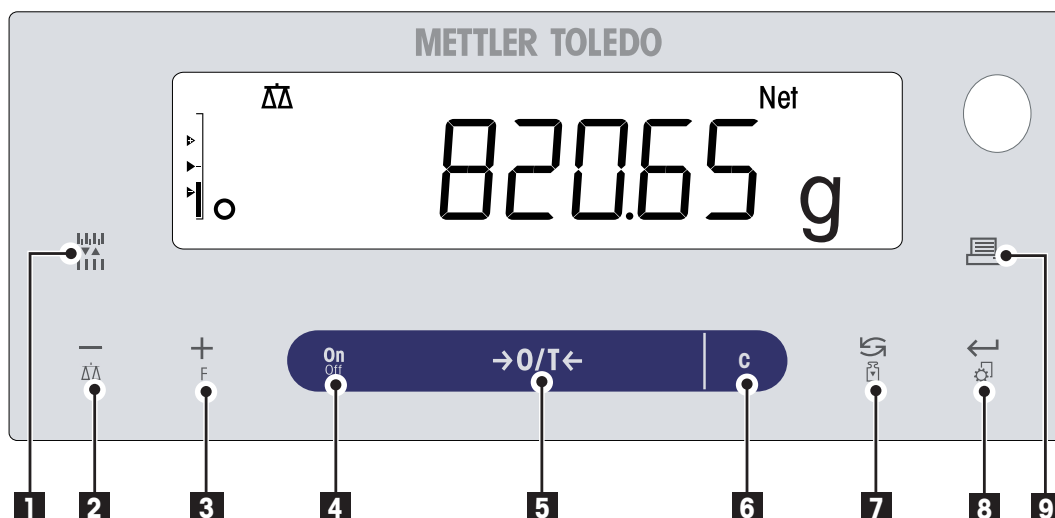 METTLER TOLEDO
Net
820.65 g
F
On
Off
→0/T←
C
1 2 3 4 5 6 7 8 9